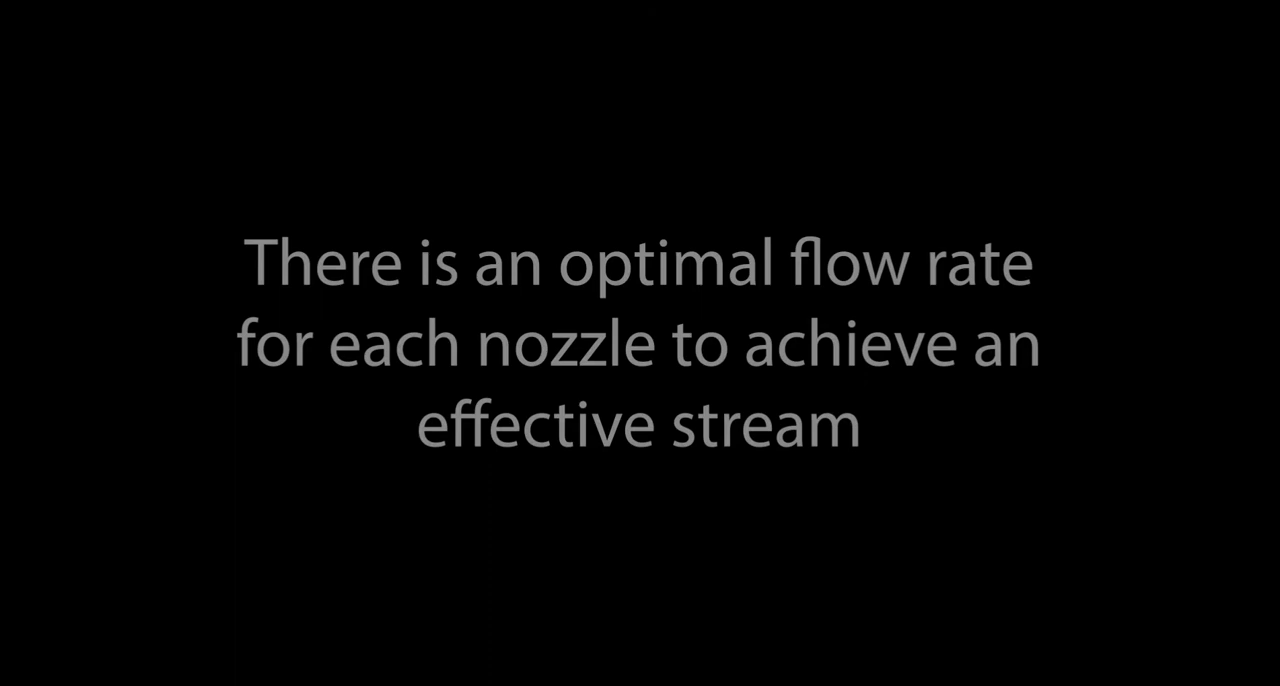 There is an optimal flow rate
for each nozzle to achieve an
effective stream